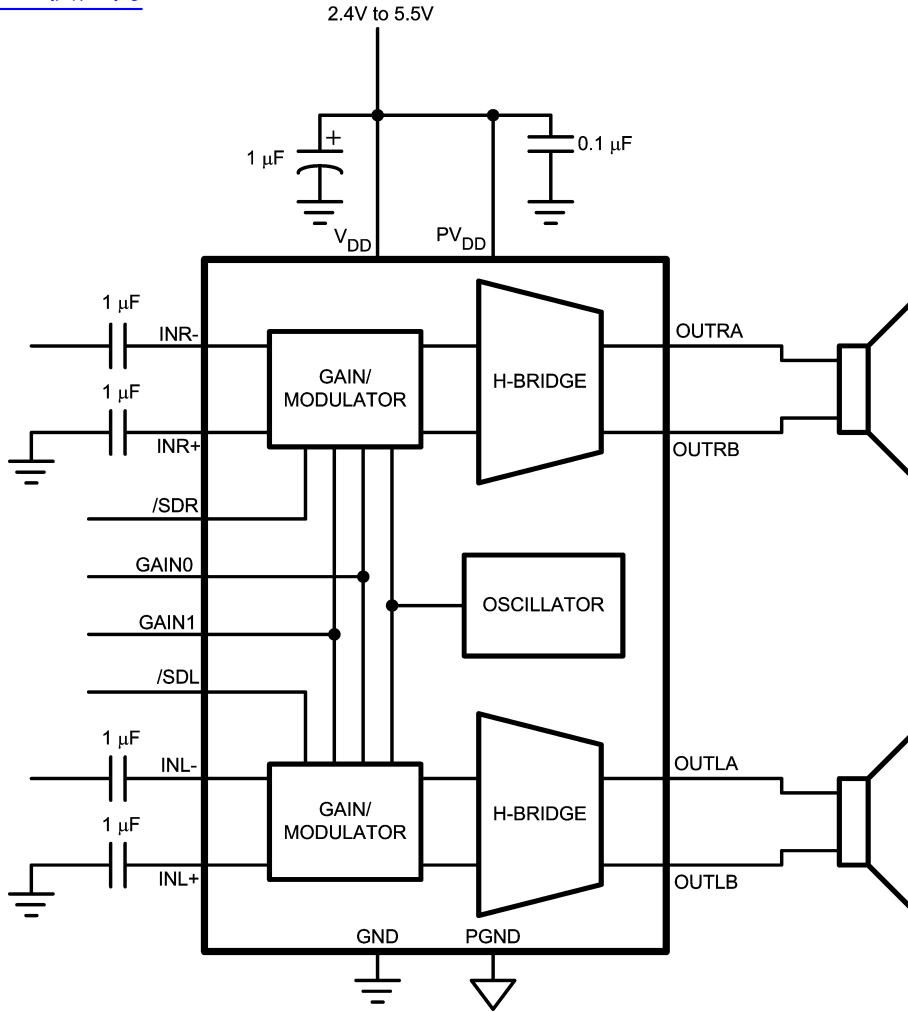 2.4V to 5.5V
+
1 μF
0.1 μF
VDD
PVDD
1 μF
INR-
OUTRA
GAIN/
MODULATOR
H-BRIDGE
1 μF
INR+
OUTRB
/SDR
GAIN0
OSCILLATOR
GAIN1
/SDL
1 μF
INL-
OUTLA
GAIN/
MODULATOR
H-BRIDGE
1 μF
INL+
OUTLB
GND
PGND